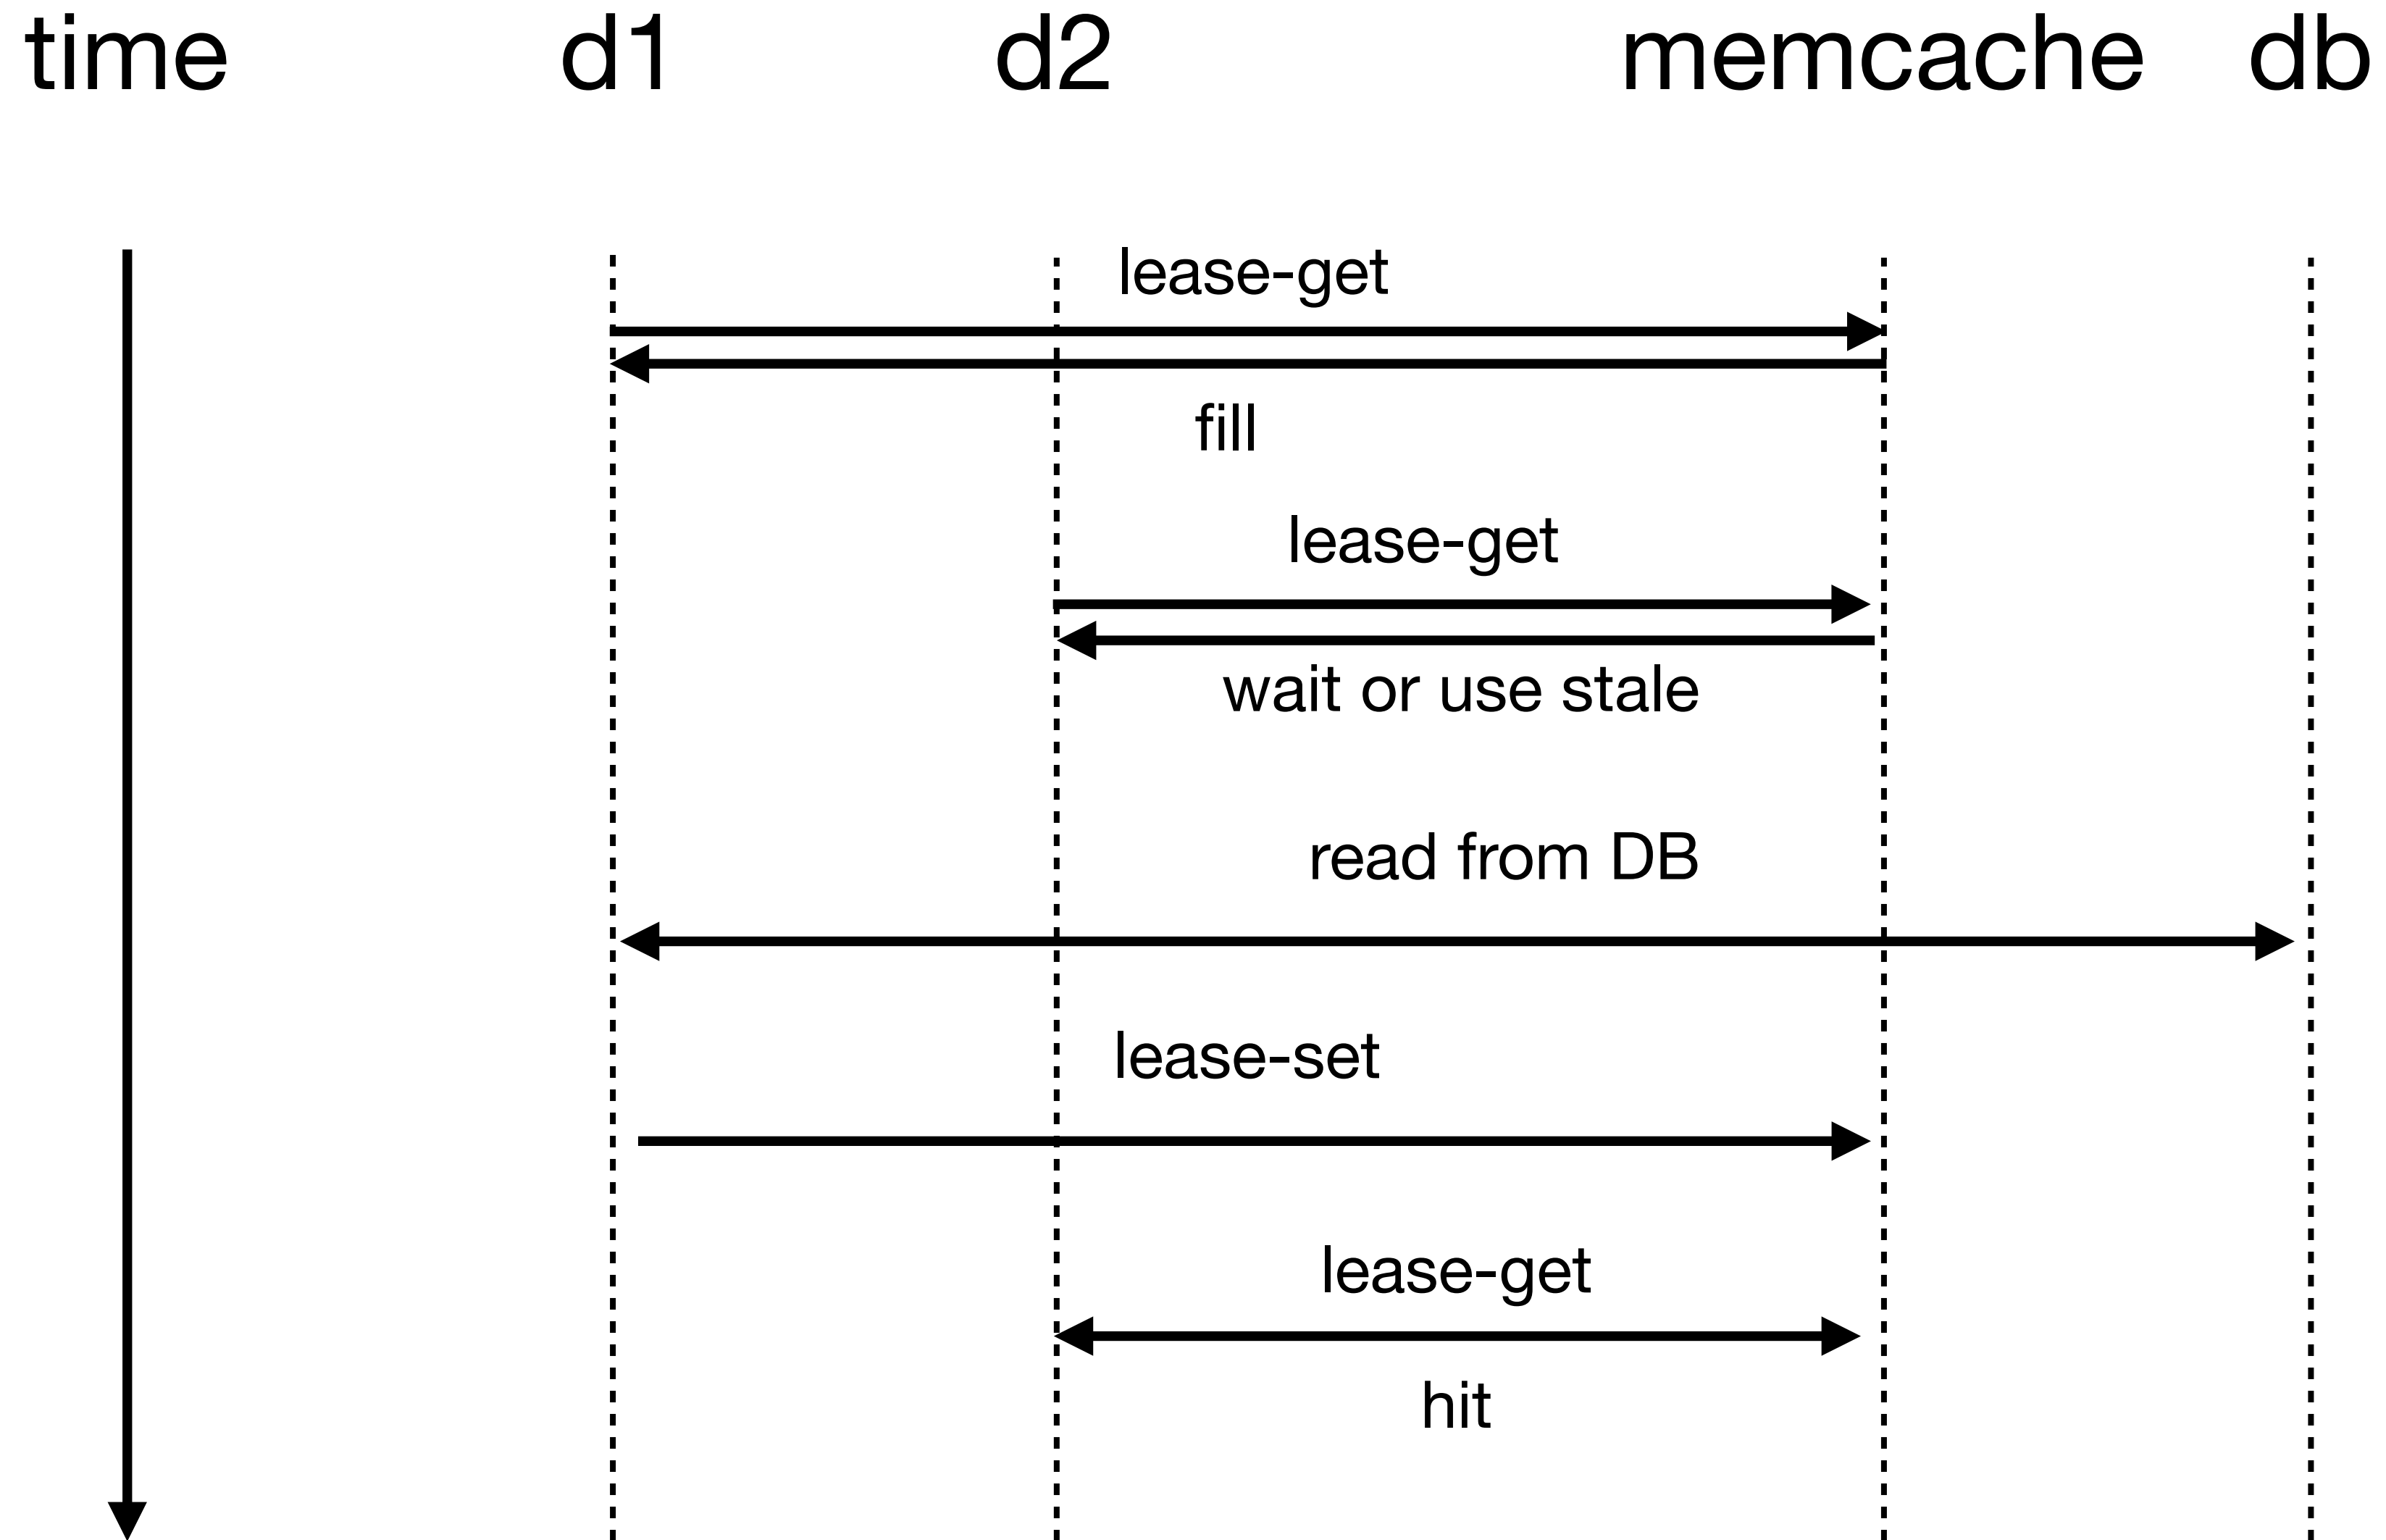 time d1 d2 memcache db
lease-get
fill
lease-get
wait or use stale
read from DB
lease-set
lease-get
hit